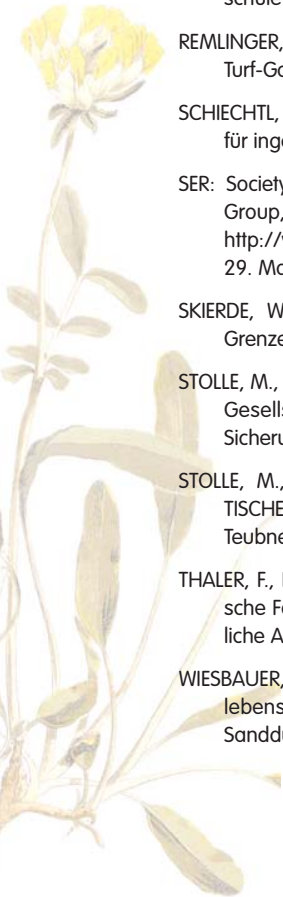 REMLINGER,
Turf-Ga
SCHIECHTL,
für inge
SER: Society
Group,
http://w
29. Ma
SKIERDE, W
Grenze
STOLLE, M.,
Gesells
Sicheru
STOLLE, M.,
TISCHE
Teubne
THALER, F.,
sche Fo
liche A
WIESBAUER,
lebens
Sanddü